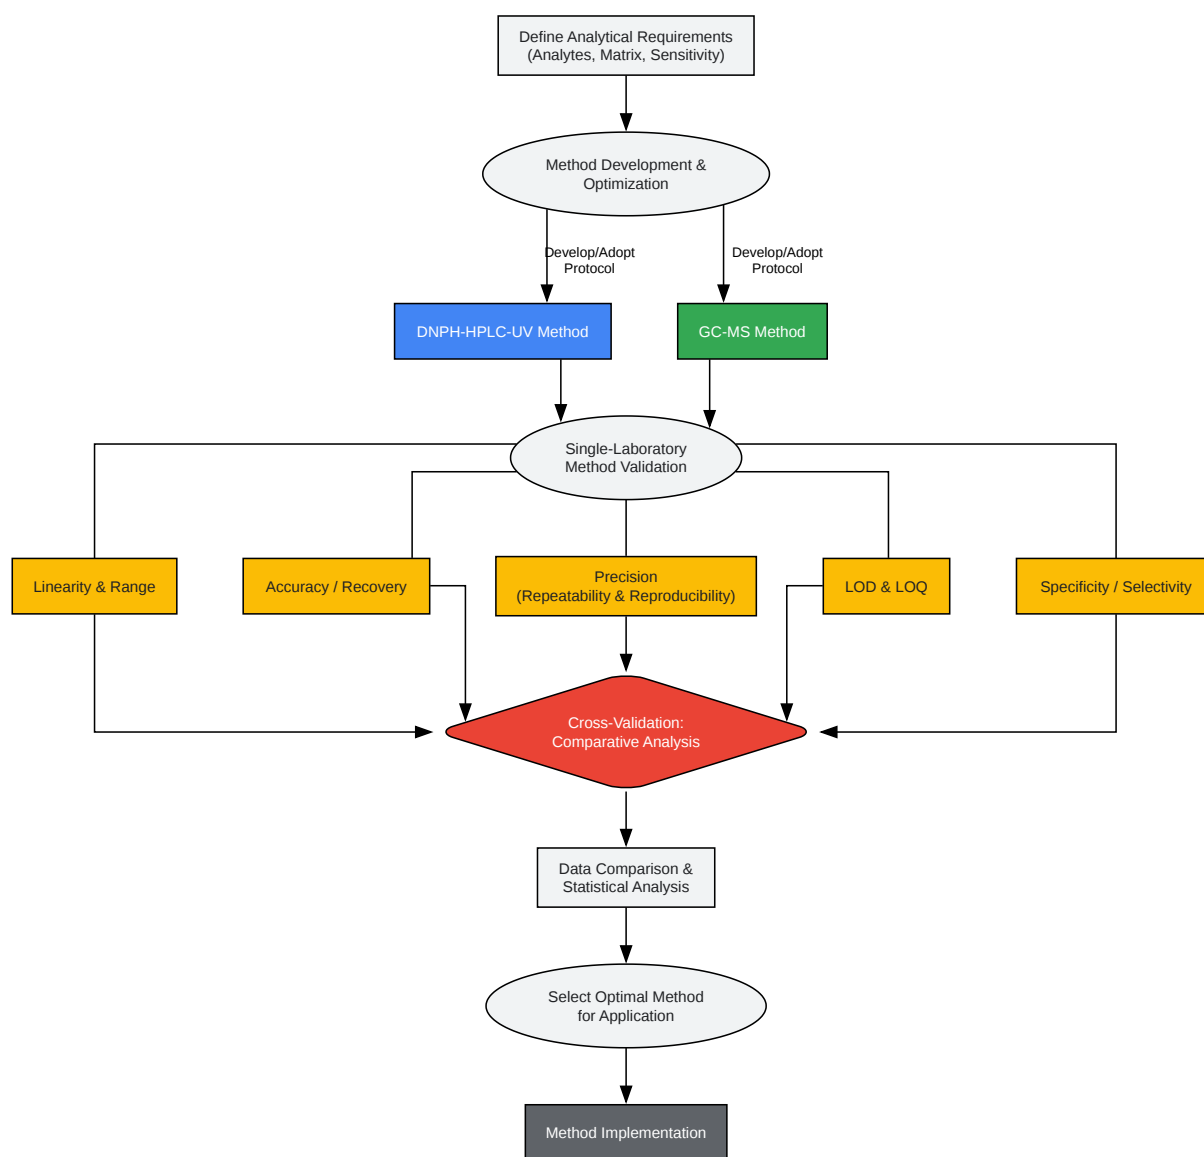 Define Analytical Requirements
(Analytes, Matrix, Sensitivity)
Method Development &
Optimization
Develop/Adopt
Protocol
Develop/Adopt
Protocol
DNPH-HPLC-UV Method
GC-MS Method
Single-Laboratory
Method Validation
Linearity & Range
Accuracy / Recovery
Precision
(Repeatability & Reproducibility)
LOD & LOQ
Specificity / Selectivity
Cross-Validation:
Comparative Analysis
Data Comparison &
Statistical Analysis
Select Optimal Method
for Application
Method Implementation